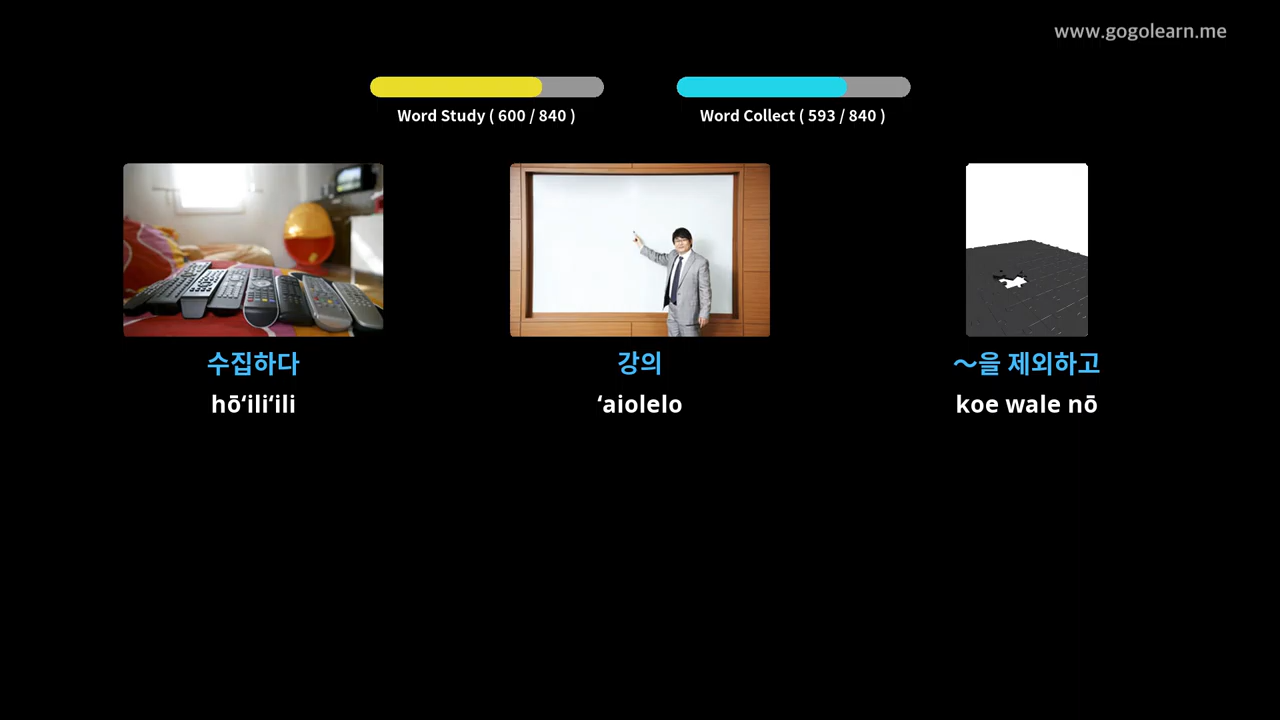 www.gogolearn.me
Word Study ( 600 / 840 )
Word Collect ( 593 / 840 )
수집하다
강의
～을 제외하고
hōʻiliʻili
ʻaiolelo
koe wale nō